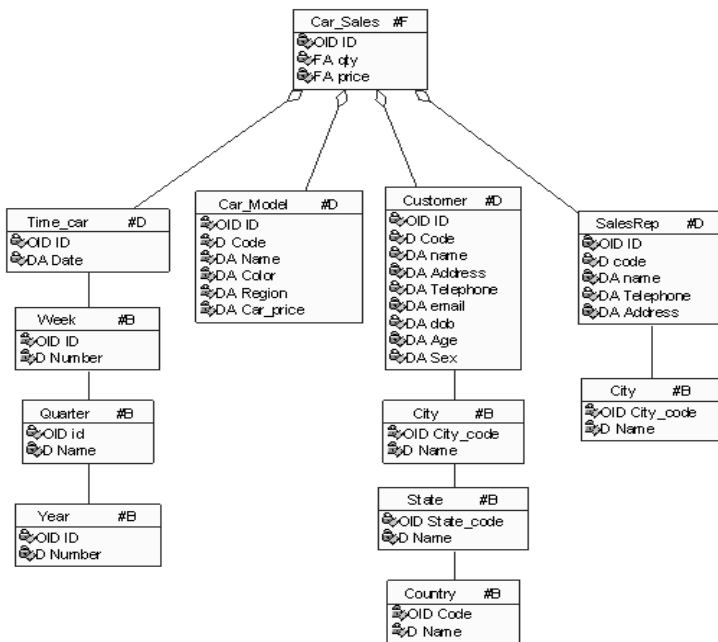 Car_Sales #F
OID ID
FA qty
FA price
Time_car #D
OID ID
DA Date
Car_Model #D
OID ID
D Code
DA Name
DA Color
DA Region
DA Car_price
Customer #D
OID ID
D Code
DA name
DA Address
DA Telephone
DA email
DA dob
DA Age
DA Sex
SalesRep #D
OID ID
D code
DA name
DA Telephone
DA Address
Week #B
OID ID
D Number
Quarter #B
OID id
D Name
Year #B
OID ID
D Number
City #B
OID City_code
D Name
State #B
OID State_code
D Name
Country #B
OID Code
D Name
City #B
OID City_code
D Name